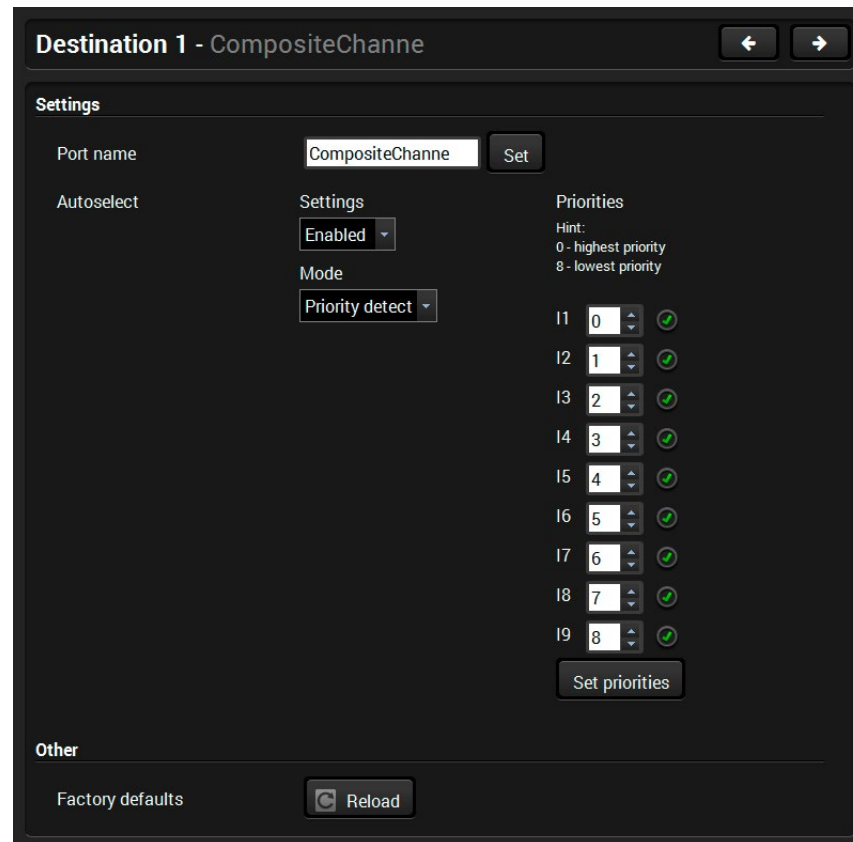 Destination 1 - CompositeChanne
Settings
Port name
CompositeChanne
Set
Autoselect
Settings
Enabled
Mode
Priority detect
Priorities
Hint:
0 - highest priority
8 - lowest priority
I1 0
I2 1
I3 2
I4 3
I5 4
I6 5
I7 6
I8 7
I9 8
Set priorities
Other
Factory defaults
Reload